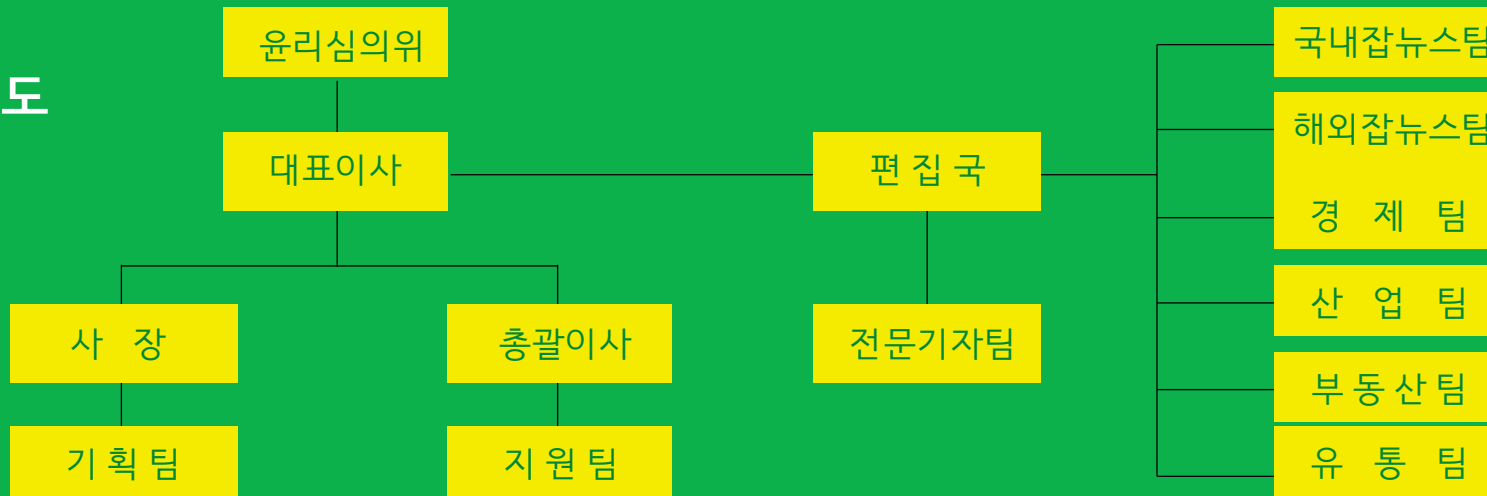 도
윤리심의위
대표이사
사 장
기 획 팀
총괄이사
지 원 팀
편 집 국
전문기자팀
국내잡뉴스팀
해외잡뉴스팀
경 제 팀
산 업 팀
부 동 산 팀
유 통 팀